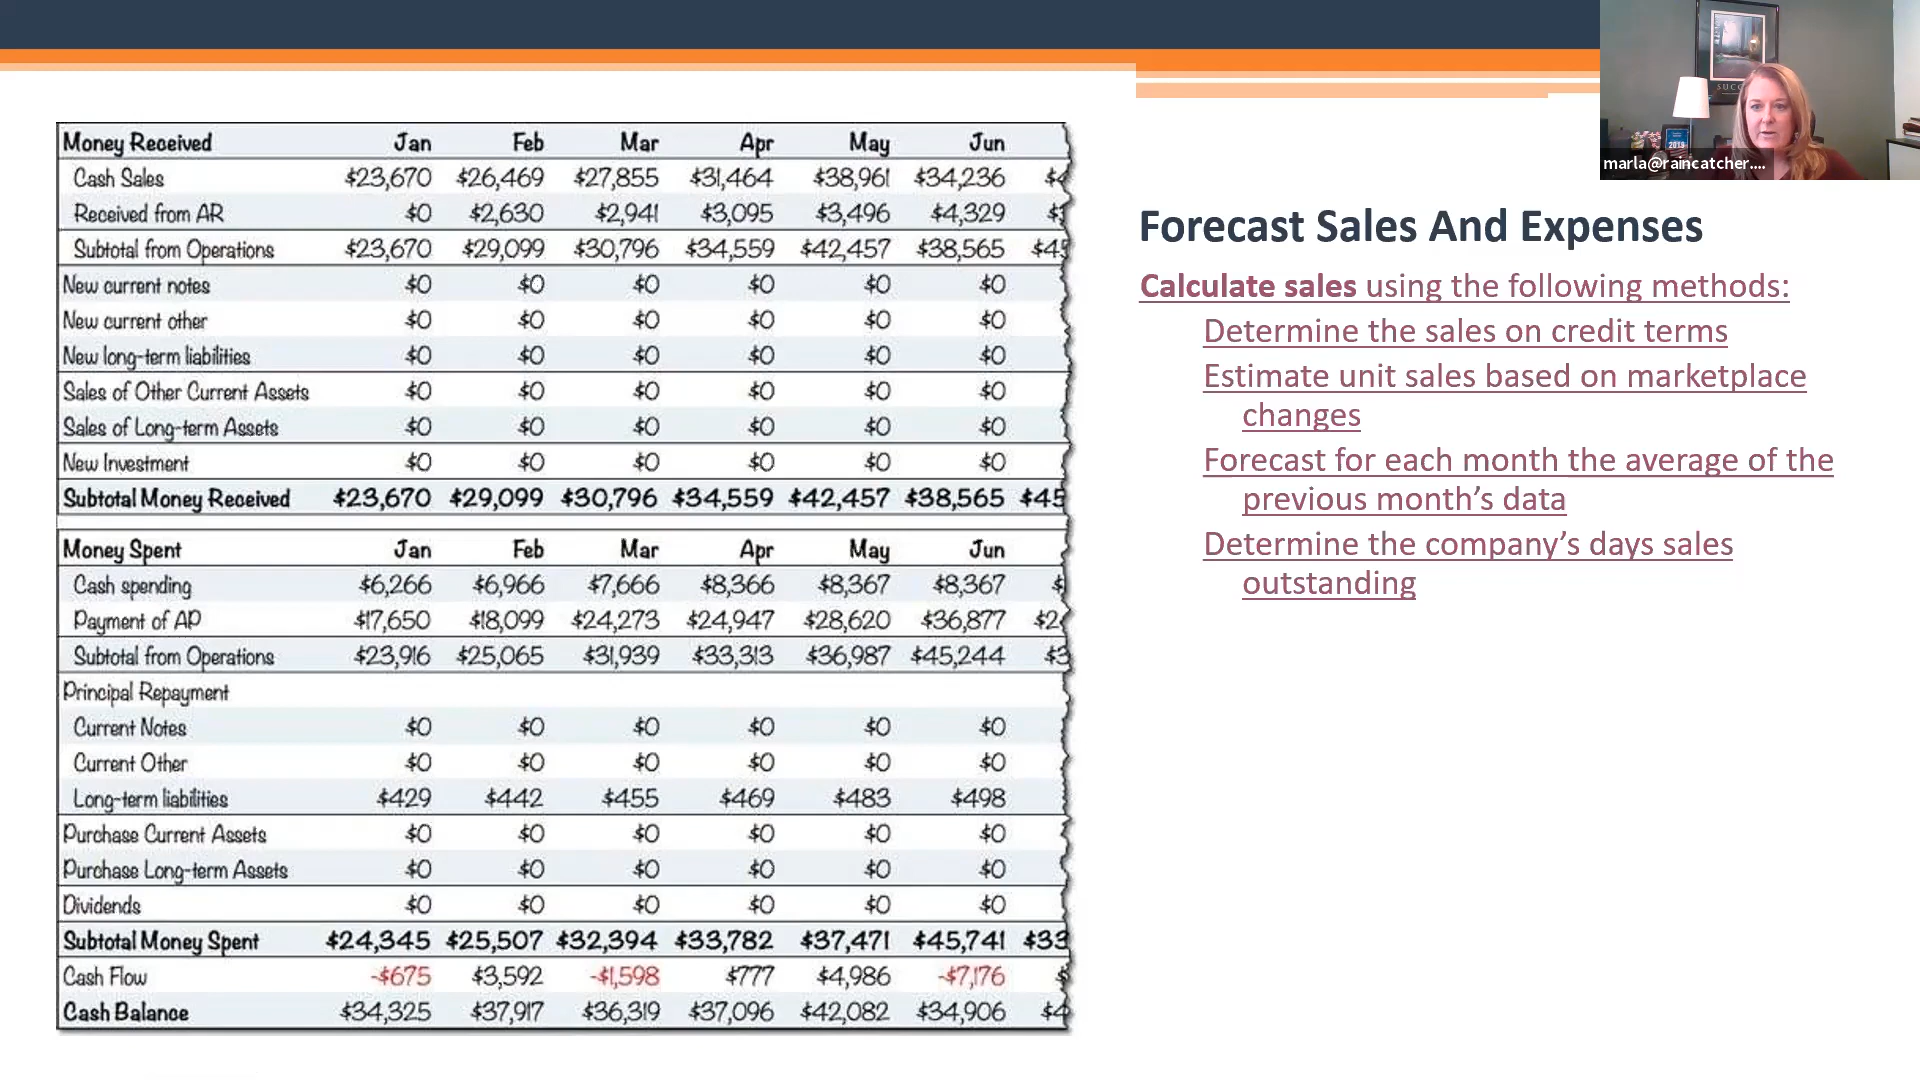 SUCC
2019
marla@raincatcher....
Money Received Jan Feb Mar Apr May Jun
Cash Sales $23,670 $26,469 $27,855 $31,464 $38,961 $34,236 $4
Received from AR $0 $2,630 $2,941 $3,095 $3,496 $4,329
Subtotal from Operations $23,670 $29,099 $30,796 $34,559 $42,457 $38,565 $45
New current notes $0 $0 $0 $0 $0 $0
New current other $0 $0 $0 $0 $0 $0
New long-term liabilities $0 $0 $0 $0 $0 $0
Sales of Other Current Assets $0 $0 $0 $0 $0 $0
Sales of Long-term Assets $0 $0 $0 $0 $0 $0
New Investment $0 $0 $0 $0 $0 $0
Subtotal Money Received $23,670 $29,099 $30,796 $34,559 $42,457 $38,565 $45
Money Spent Jan Feb Mar Apr May Jun
Cash spending $6,266 $6,966 $7,666 $8,366 $8,367 $8,367 $
Payment of AP $17,650 $18,099 $24,273 $24,947 $28,620 $36,877 $2
Subtotal from Operations $23,916 $25,065 $31,939 $33,313 $36,987 $45,244 $3
Principal Repayment
Current Notes $0 $0 $0 $0 $0 $0
Current Other $0 $0 $0 $0 $0 $0
Long-term liabilities $429 $442 $455 $469 $483 $498
Purchase Current Assets $0 $0 $0 $0 $0 $0
Purchase Long-term Assets $0 $0 $0 $0 $0 $0
Dividends $0 $0 $0 $0 $0 $0
Subtotal Money Spent $24,345 $25,507 $32,394 $33,782 $37,471 $45,741 $33
Cash Flow -$675 $3,592 -$1,598 $777 $4,986 -$7,176 $
Cash Balance $34,325 $37,917 $36,319 $37,096 $42,082 $34,906 $4
Forecast Sales And Expenses
Calculate sales using the following methods:
Determine the sales on credit terms
Estimate unit sales based on marketplace
changes
Forecast for each month the average of the
previous month's data
Determine the company's days sales
outstanding